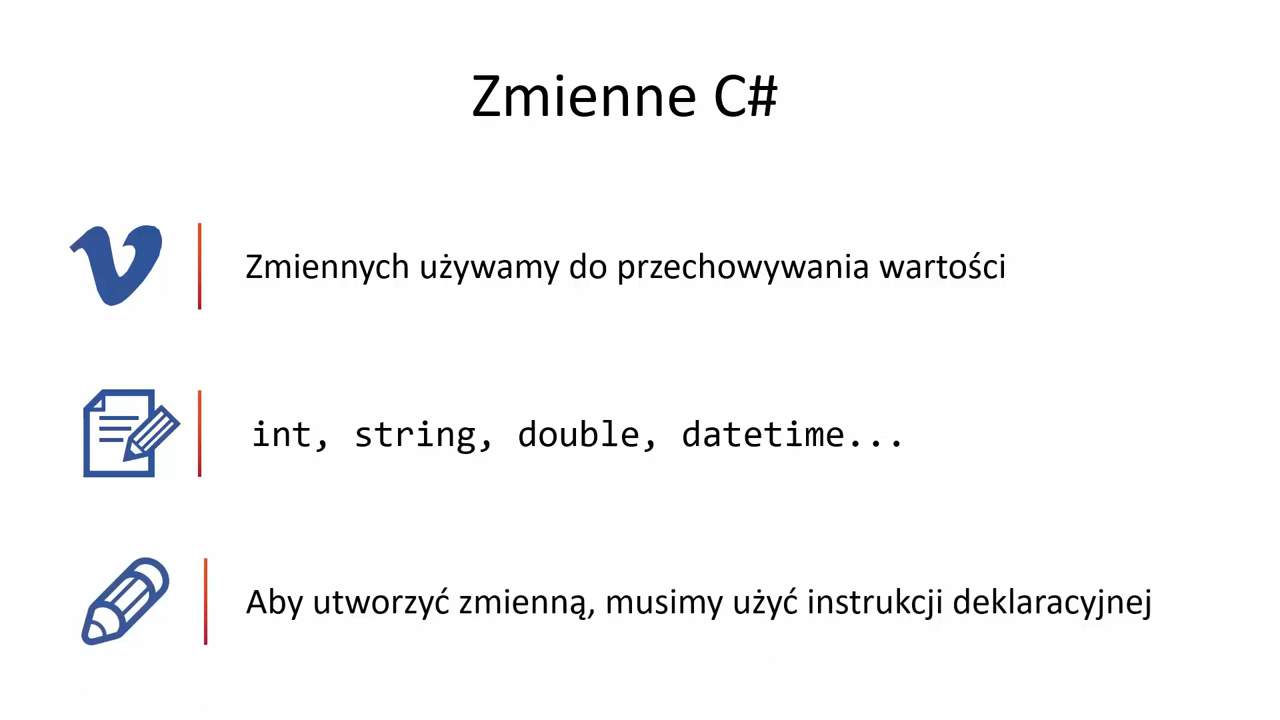 Zmienne C#
Zmiennych używamy do przechowywania wartości
int, string, double, datetime...
Aby utworzyć zmienną, musimy użyć instrukcji deklaracyjnej